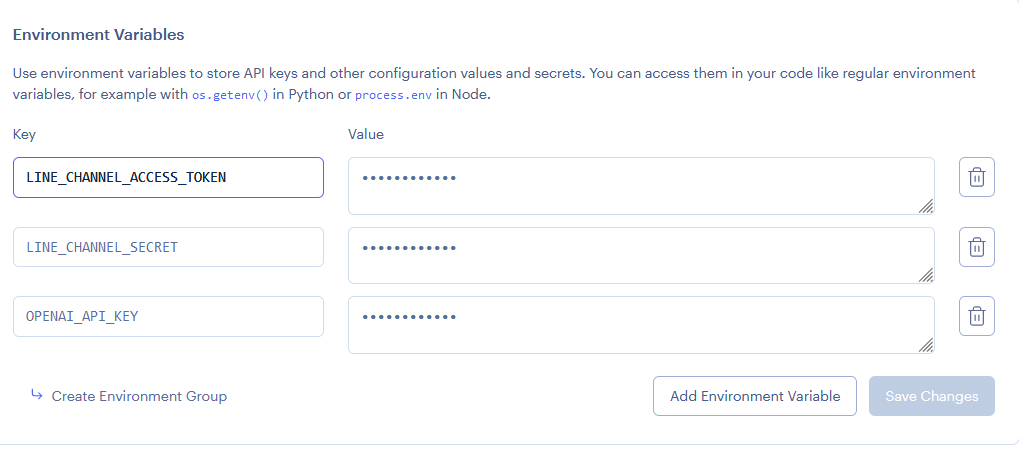 Environment Variables
Use environment variables to store API keys and other configuration values and secrets. You can access them in your code like regular environment
variables, for example with os.getenv() in Python or process.env in Node.
Key Value
LINE_CHANNEL_ACCESS_TOKEN ••••••••••••
LINE_CHANNEL_SECRET ••••••••••••
OPENAI_API_KEY ••••••••••••
Create Environment Group Add Environment Variable Save Changes